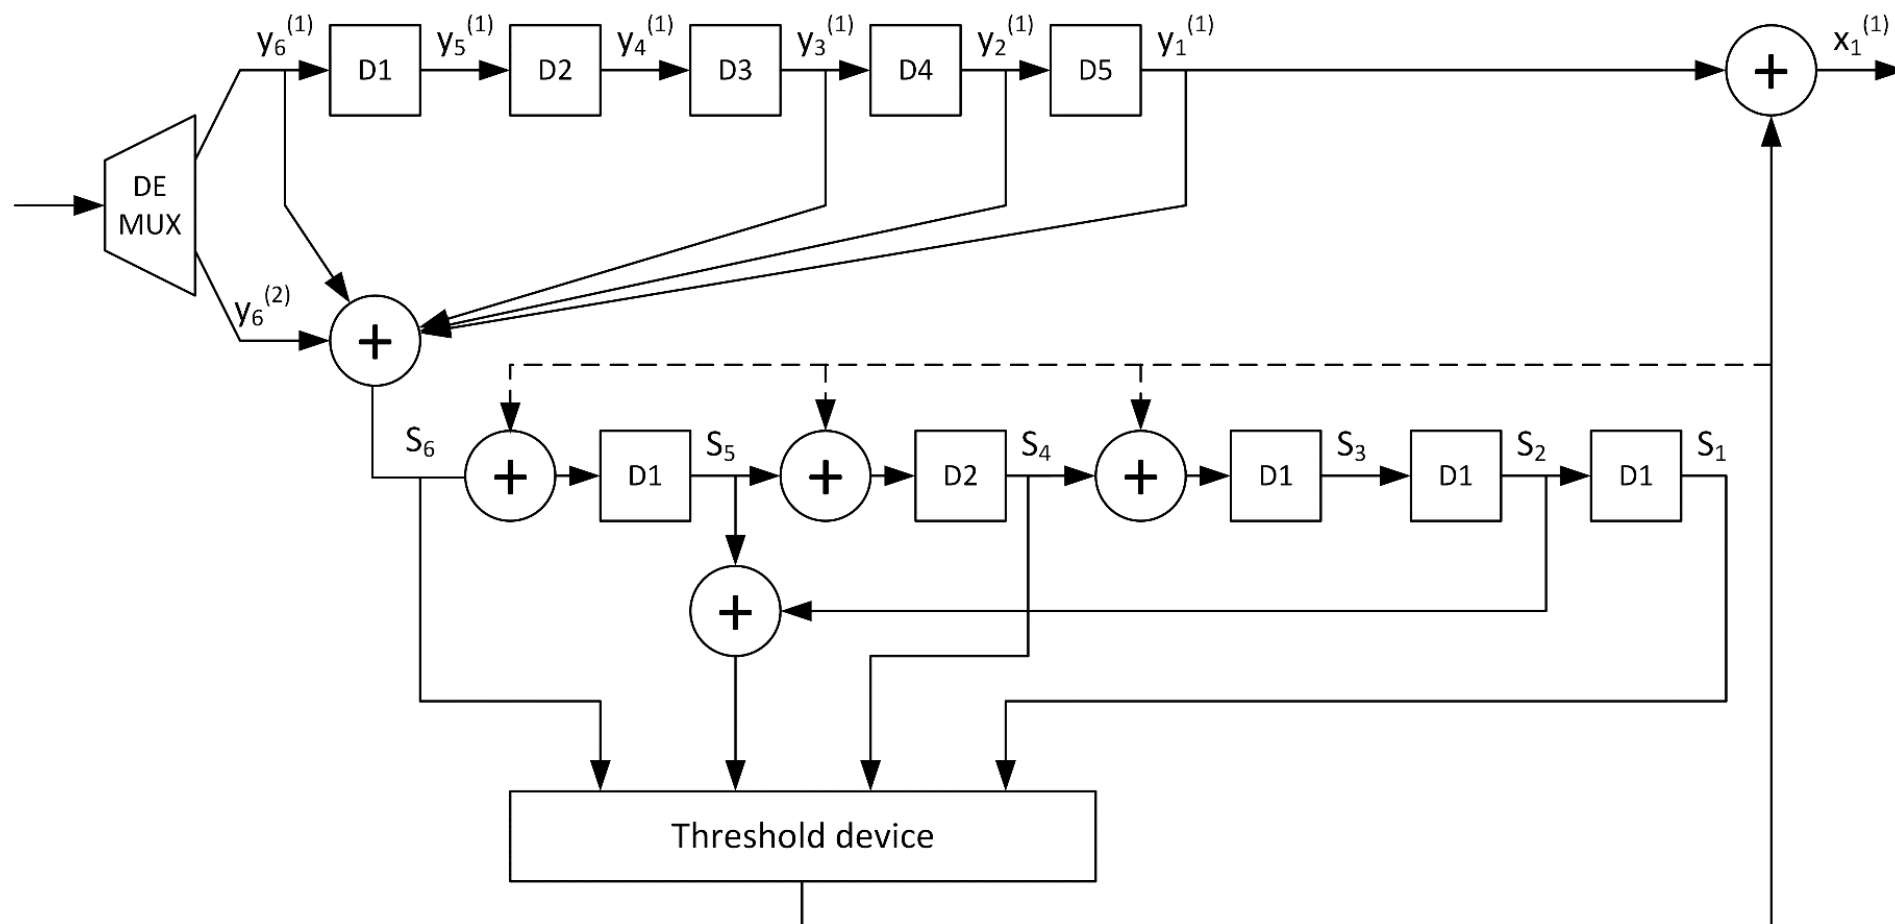 y₆⁽¹⁾ D1 y₅⁽¹⁾ D2 y₄⁽¹⁾ D3 y₃⁽¹⁾ D4 y₂⁽¹⁾ D5 y₁⁽¹⁾ + x₁⁽¹⁾
DE
MUX
y₆⁽²⁾
+
S₆ + D1 S₅ + D2 S₄ + D1 S₃ D1 S₂ D1 S₁
+
Threshold device